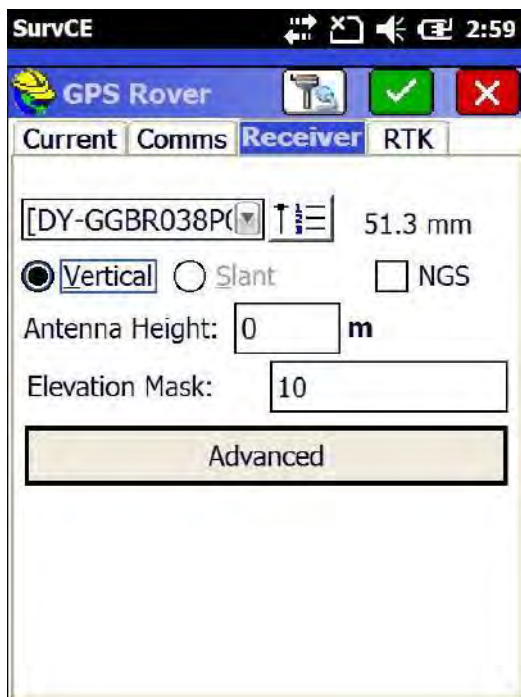 SurvCE 2:59
GPS Rover
Current Comms Receiver RTK
[DY-GGBR038P( 51.3 mm
Vertical Slant NGS
Antenna Height: 0 m
Elevation Mask: 10
Advanced